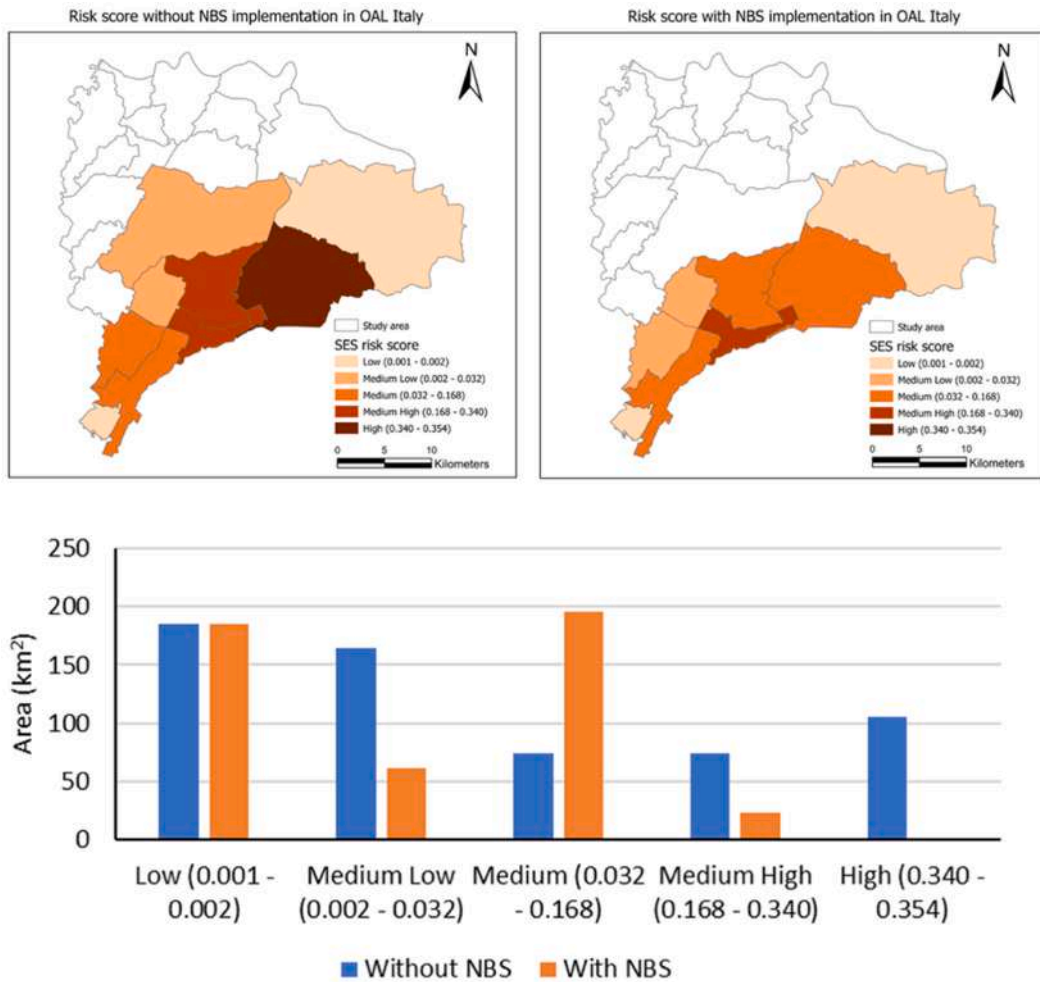 Risk score without NBS implementation in OAL Italy
N
Study area
SES risk score
Low (0.001 - 0.002)
Medium Low (0.002 - 0.032)
Medium (0.032 - 0.168)
Medium High (0.168 - 0.340)
High (0.340 - 0.354)
0 5 10
Kilometers
Risk score with NBS implementation in OAL Italy
N
Study area
SES risk score
Low (0.001 - 0.002)
Medium Low (0.002 - 0.032)
Medium (0.032 - 0.168)
Medium High (0.168 - 0.340)
High (0.340 - 0.354)
0 5 10
Kilometers
Area (km²)
250
200
150
100
50
0
Low (0.001 -
0.002)
Medium Low
(0.002 - 0.032)
Medium (0.032
- 0.168)
Medium High
(0.168 - 0.340)
High (0.340 -
0.354)
Without NBS
With NBS